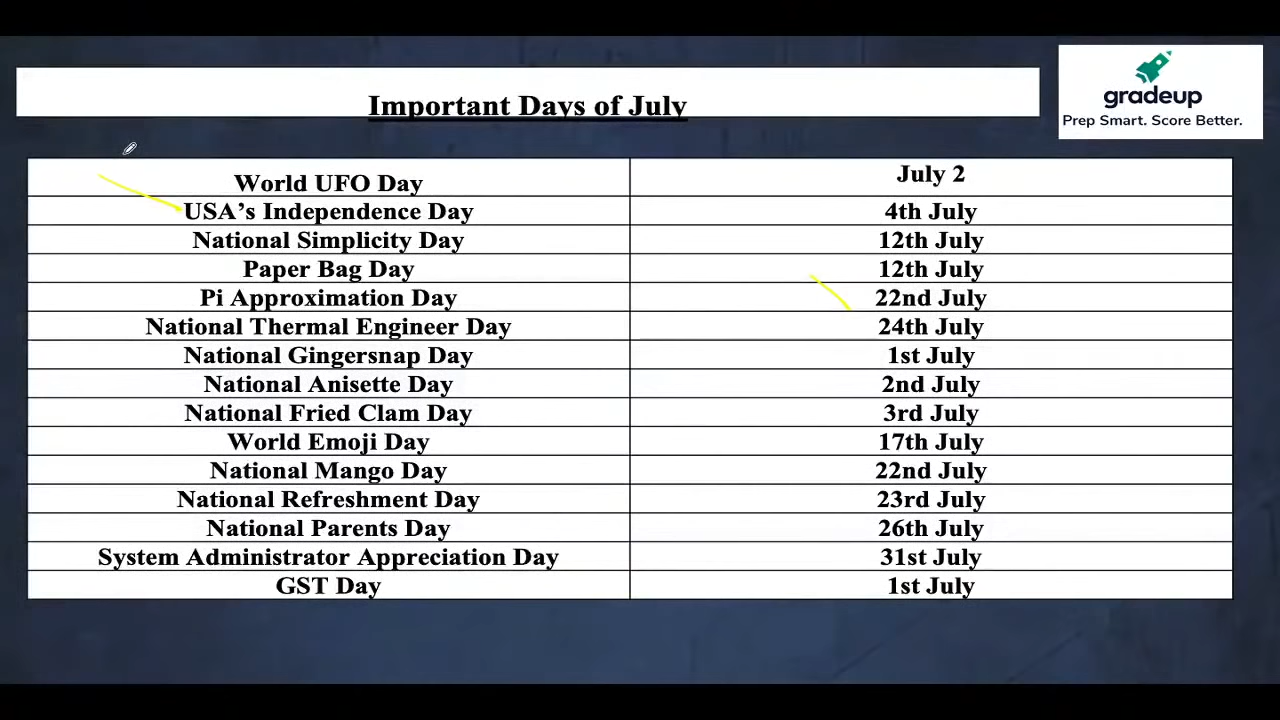 Important Days of July
gradeup
Prep Smart. Score Better.
World UFO Day July 2
USA’s Independence Day 4th July
National Simplicity Day 12th July
Paper Bag Day 12th July
Pi Approximation Day 22nd July
National Thermal Engineer Day 24th July
National Gingersnap Day 1st July
National Anisette Day 2nd July
National Fried Clam Day 3rd July
World Emoji Day 17th July
National Mango Day 22nd July
National Refreshment Day 23rd July
National Parents Day 26th July
System Administrator Appreciation Day 31st July
GST Day 1st July